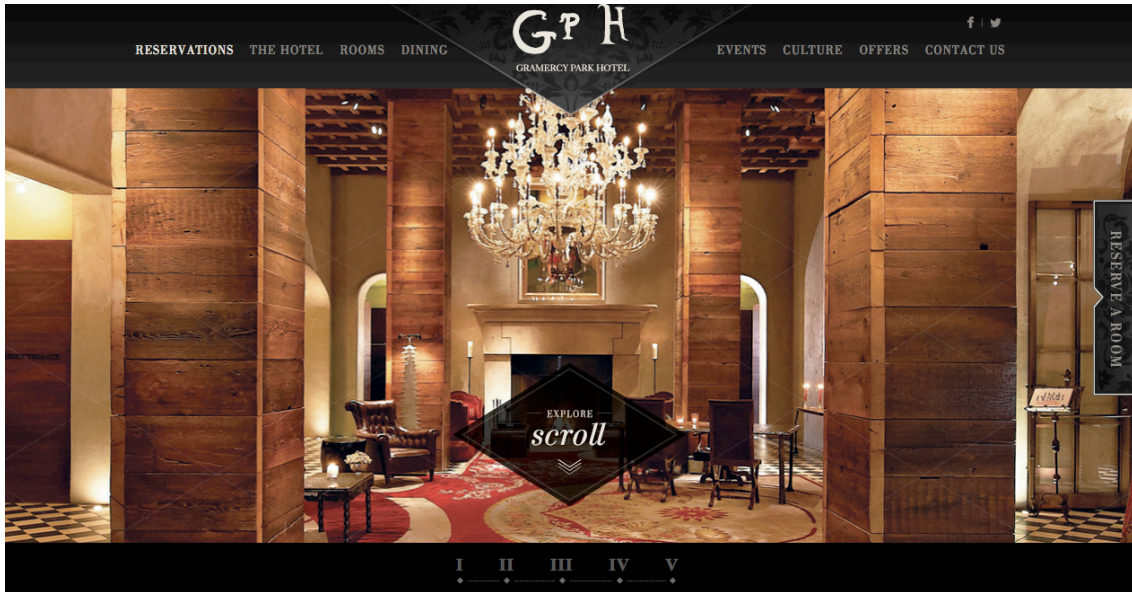 GPH
GRAMERCY PARK HOTEL
RESERVATIONS THE HOTEL ROOMS DINING
EVENTS CULTURE OFFERS CONTACT US
RESERVE A ROOM
EXPLORE
scroll
I II III IV V